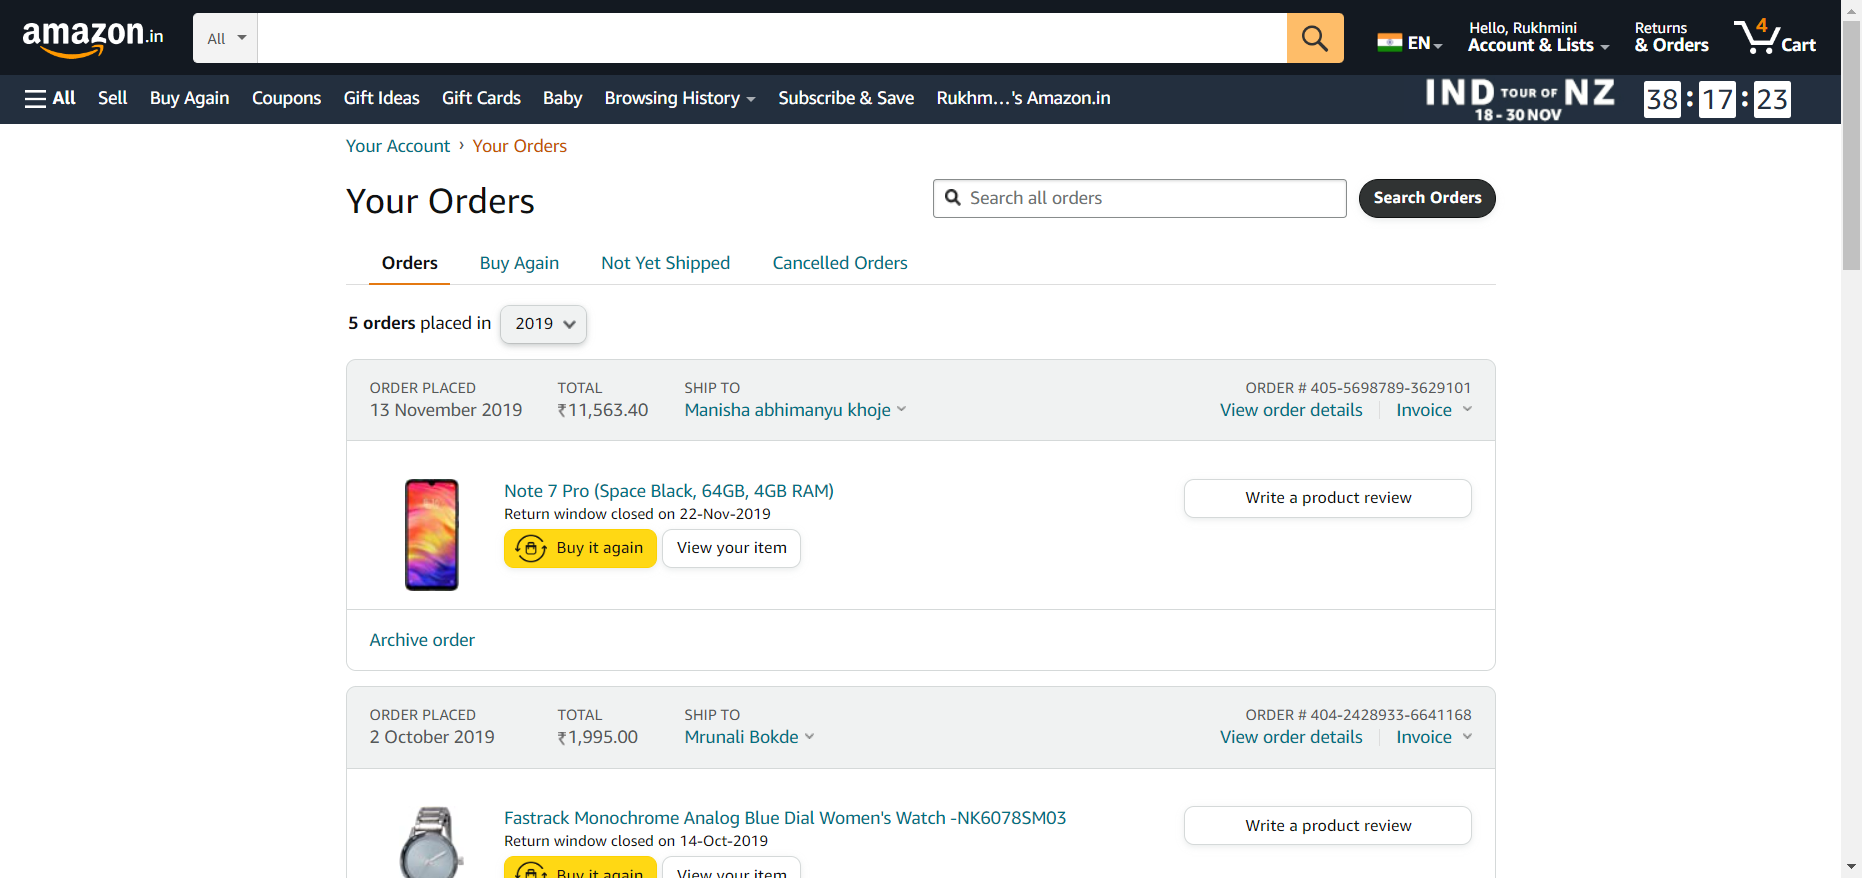 amazon.in
All
EN
Hello, Rukhmini
Account & Lists
Returns
& Orders
4
Cart
All
Sell
Buy Again
Coupons
Gift Ideas
Gift Cards
Baby
Browsing History
Subscribe & Save
Rukhm...'s Amazon.in
IND TOUR OF NZ
18 - 30 NOV
38 : 17 : 23
Your Account › Your Orders
Your Orders
Search all orders
Search Orders
Orders
Buy Again
Not Yet Shipped
Cancelled Orders
5 orders placed in 2019
ORDER PLACED
13 November 2019
TOTAL
₹11,563.40
SHIP TO
Manisha abhimanyu khoje
ORDER # 405-5698789-3629101
View order details
Invoice
Note 7 Pro (Space Black, 64GB, 4GB RAM)
Return window closed on 22-Nov-2019
Buy it again
View your item
Write a product review
Archive order
ORDER PLACED
2 October 2019
TOTAL
₹1,995.00
SHIP TO
Mrunali Bokde
ORDER # 404-2428933-6641168
View order details
Invoice
Fastrack Monochrome Analog Blue Dial Women's Watch -NK6078SM03
Return window closed on 14-Oct-2019
Buy it again
View your item
Write a product review